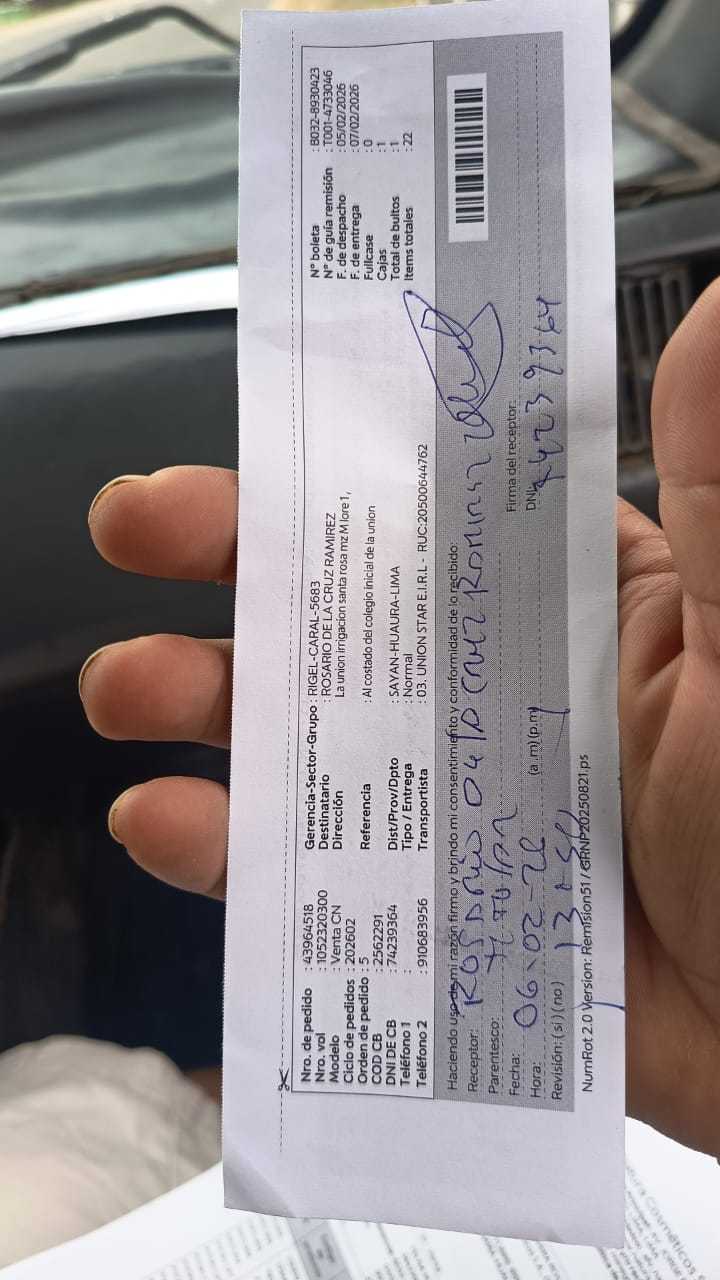 Nro. de pedido : 43964518
Nro. vol : 1052320300
Modelo : Venta CN
Ciclo de pedidos : 202602
Orden de pedido : 5
COD CB : 2562291
DNI DE CB : 74239364
Teléfono 1 :
Teléfono 2 : 910683956
Gerencia-Sector-Grupo : RIGEL-CARAL-5683
Destinatario : ROSARIO DE LA CRUZ RAMIREZ
Dirección La union irrigacion santa rosa mz M lore 1,
Referencia : Al costado del colegio inicial de la union
Dist/Prov/Dpto : SAYAN-HUAURA-LIMA
Tipo / Entrega : Normal
Transportista : 03. UNION STAR E.I.R.L - RUC:20500644762
N° boleta : B032-8930423
N° de guía remisión : T001-4733046
F. de despacho : 05/02/2026
F. de entrega : 07/02/2026
Fullcase : 0
Cajas : 1
Total de bultos : 1
Items totales : 22
Haciendo uso de mi razón firmo y brindo mi consentimiento y conformidad de lo recibido:
Receptor:
Parentesco:
Fecha: 06-02-26
Hora: (a.m)(p.m)
Revisión: (si) (no)
Firma del receptor:
DNI: 74239364
NumRot 2.0 Version: Remision51 / GRNP20250821.ps